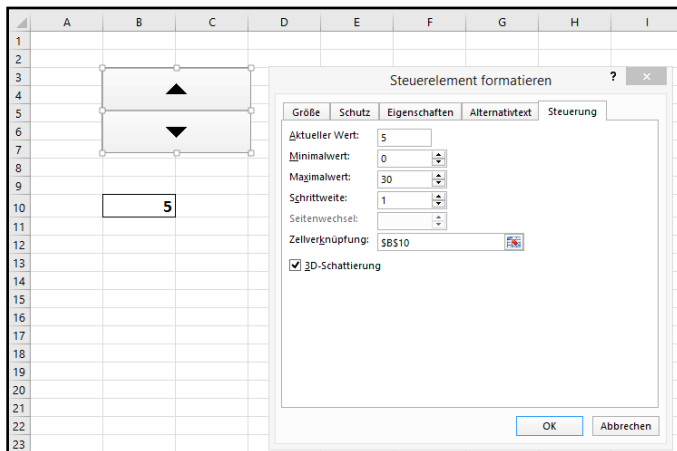 A B C D E F G H I
1
2
3
4
5
6
7
8
9
10
11
12
13
14
15
16
17
18
19
20
21
22
23
5
Steuerelement formatieren ? ×
Größe Schutz Eigenschaften Alternativtext Steuerung
Aktueller Wert: 5
Minimalwert: 0
Maximalwert: 30
Schrittweite: 1
Seitenwechsel:
Zellverknüpfung: $B$10
3D-Schattierung
OK Abbrechen